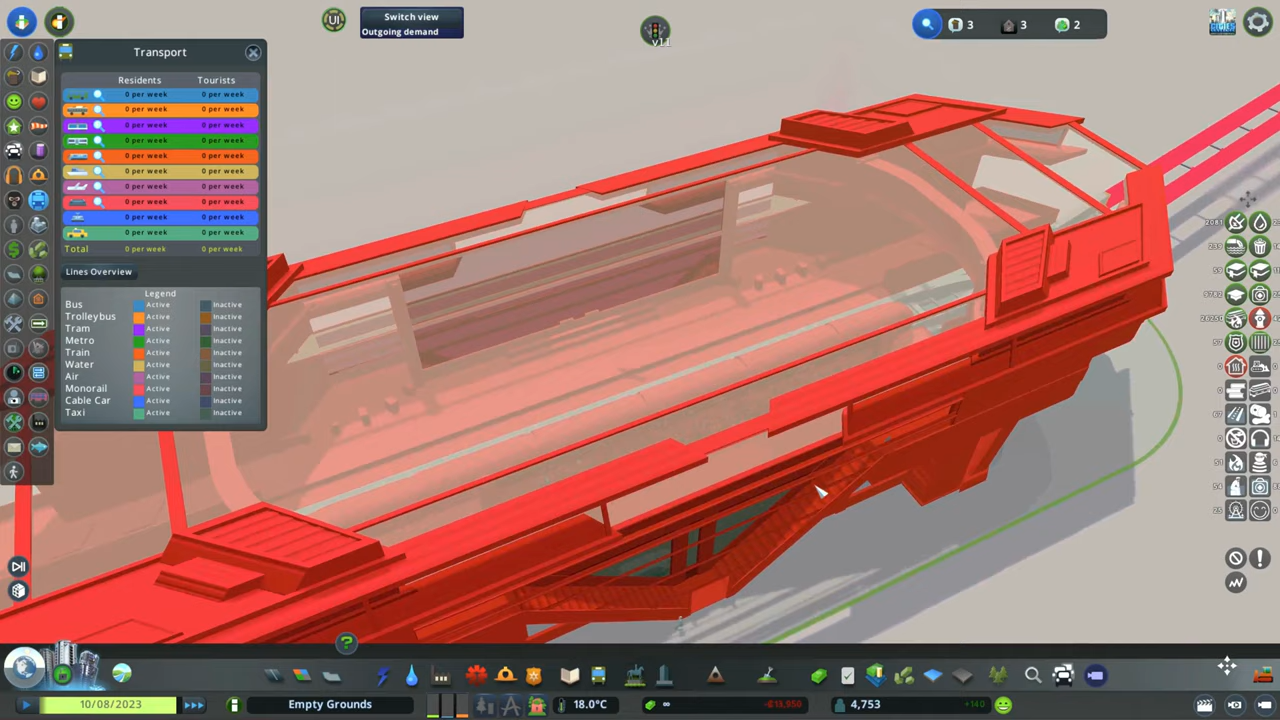 Switch view
Outgoing demand
3
3
2
v11
Transport
Residents Tourists
0 per week 0 per week
0 per week 0 per week
0 per week 0 per week
0 per week 0 per week
0 per week 0 per week
0 per week 0 per week
0 per week 0 per week
0 per week 0 per week
0 per week 0 per week
0 per week 0 per week
Total 0 per week 0 per week
Lines Overview
Legend
Bus Active Inactive
Trolleybus Active Inactive
Tram Active Inactive
Metro Active Inactive
Train Active Inactive
Water Active Inactive
Air Active Inactive
Monorail Active Inactive
Cable Car Active Inactive
Taxi Active Inactive
?
10/08/2023
Empty Grounds
18.0°C
∞
-₡13,950
4,753
+140